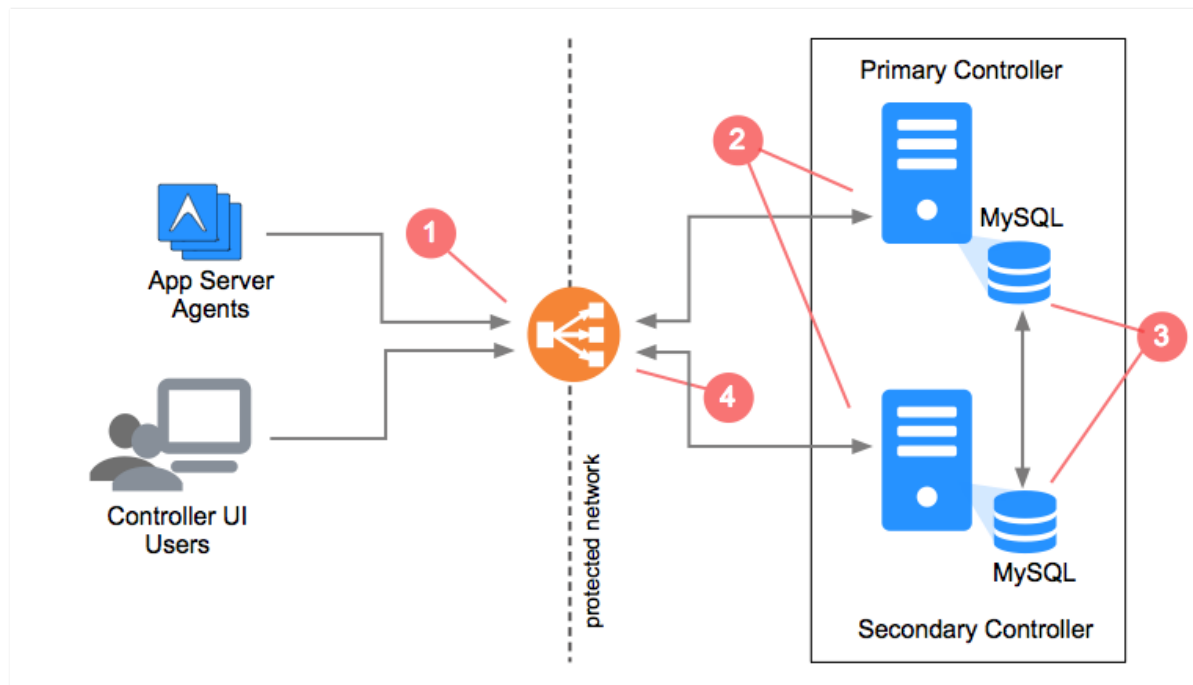 Primary Controller
2
MySQL
1
App Server
Agents
3
4
Controller UI
Users
protected network
MySQL
Secondary Controller